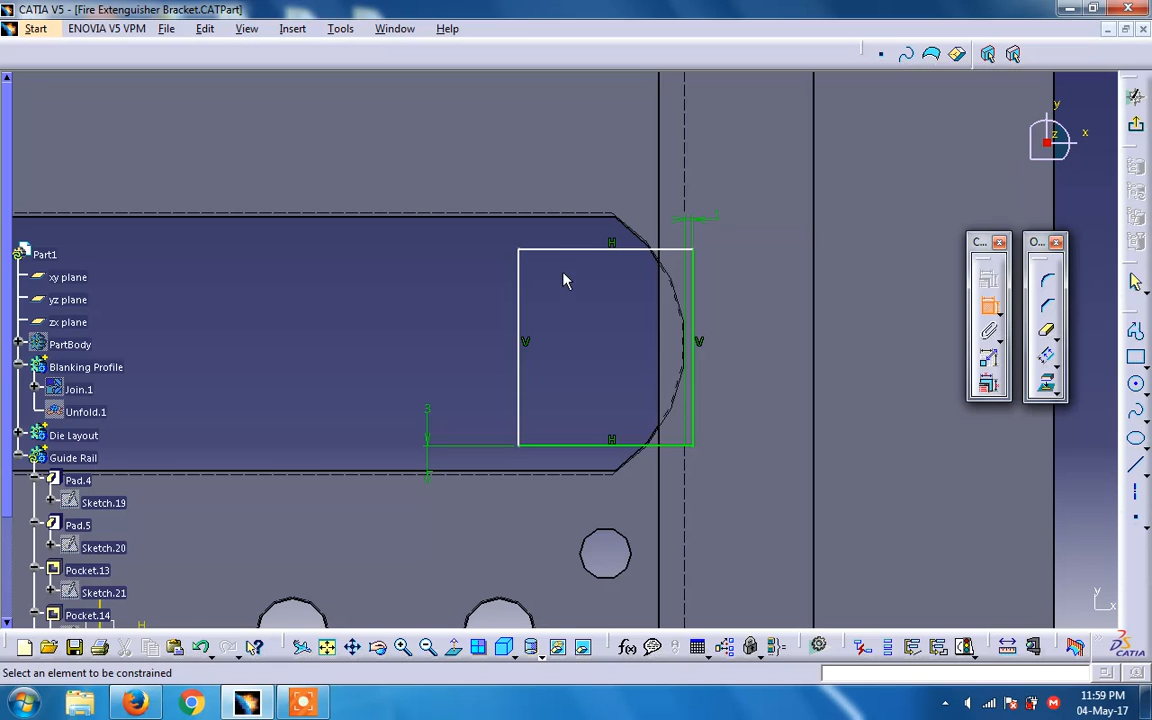 CATIA V5 - [Fire Extinguisher Bracket.CATPart]
Start ENOVIA V5 VPM File Edit View Insert Tools Window Help
y
x
z
C...
O...
H
Part1
xy plane
yz plane
zx plane
V
V
PartBody
Blanking Profile
Join.1
Unfold.1
3
Die Layout
H
Guide Rail
Pad.4
Sketch.19
Pad.5
Sketch.20
Pocket.13
Sketch.21
Pocket.14
H
y
x
f(x)
CATIA
Select an element to be constrained
11:59 PM
04-May-17